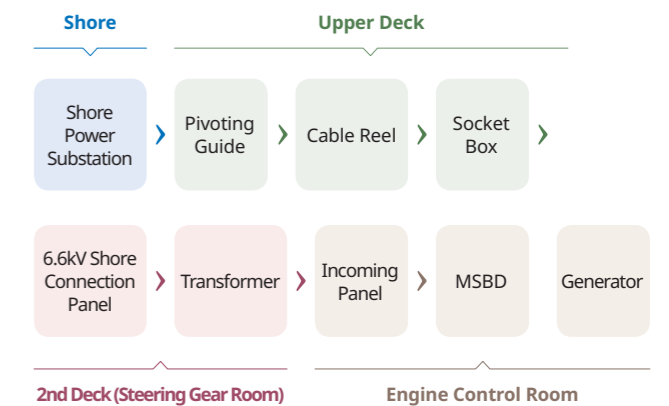 Shore
Upper Deck
Shore
Power
Substation
Pivoting
Guide
Cable Reel
Socket
Box
6.6kV Shore
Connection
Panel
Transformer
Incoming
Panel
MSBD
Generator
2nd Deck (Steering Gear Room)
Engine Control Room